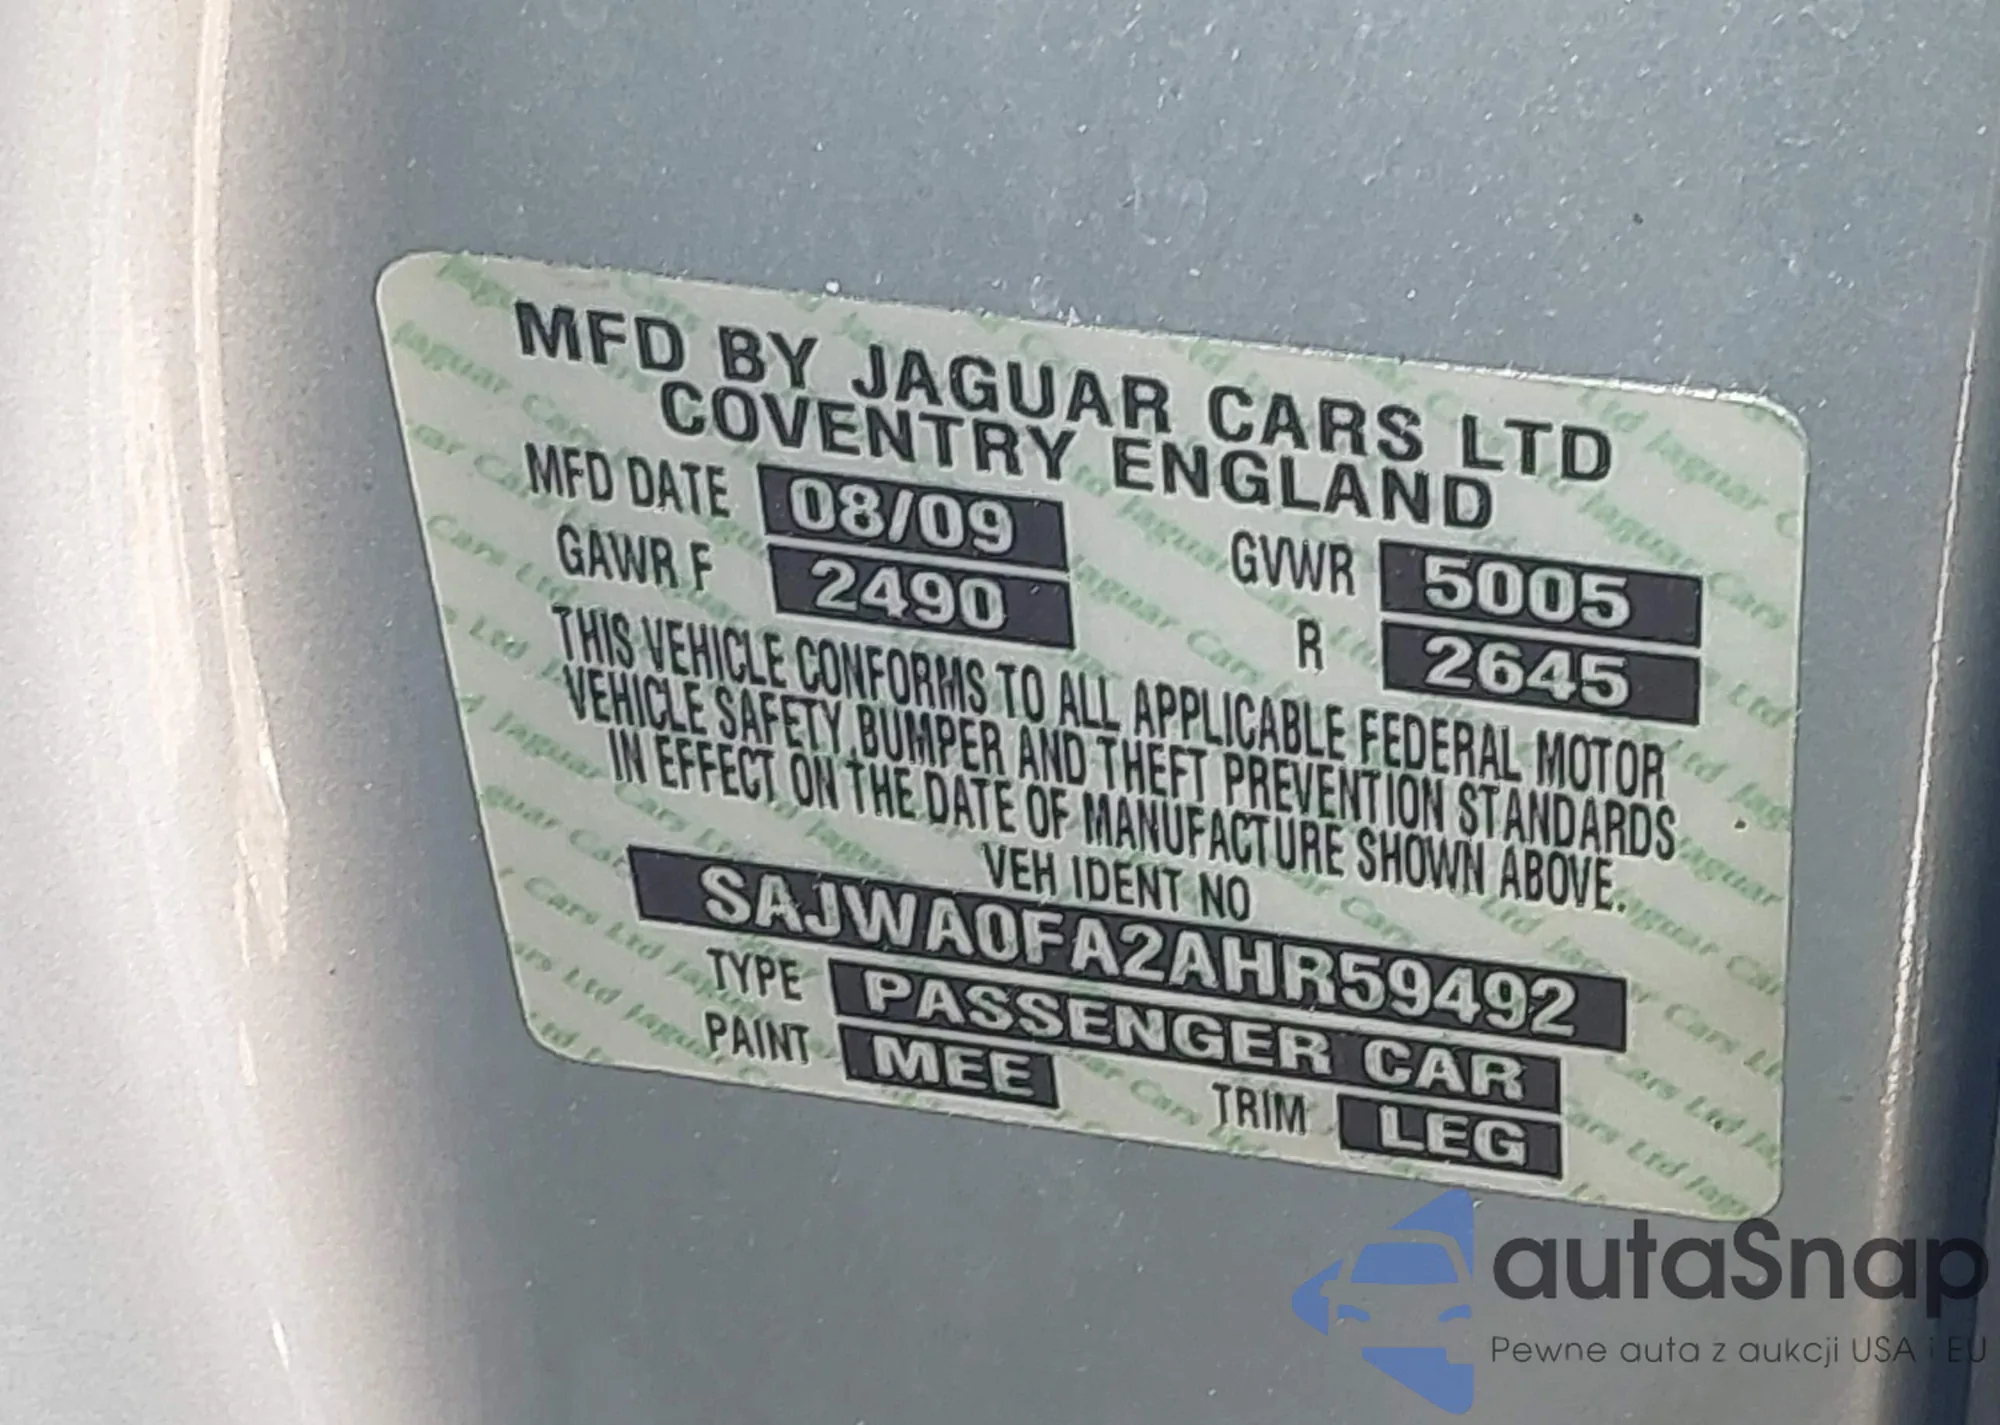 MFD BY JAGUAR CARS LTD
COVENTRY ENGLAND
MFD DATE 08/09 GVWR 5005
GAWR F 2490 R 2645
THIS VEHICLE CONFORMS TO ALL APPLICABLE FEDERAL MOTOR
VEHICLE SAFETY, BUMPER AND THEFT PREVENTION STANDARDS
IN EFFECT ON THE DATE OF MANUFACTURE SHOWN ABOVE.
VEH IDENT NO
SAJWA0FA2AHR59492
TYPE PASSENGER CAR
PAINT MEE TRIM LEG
autaSnap
Pewne auta z aukcji USA i EU